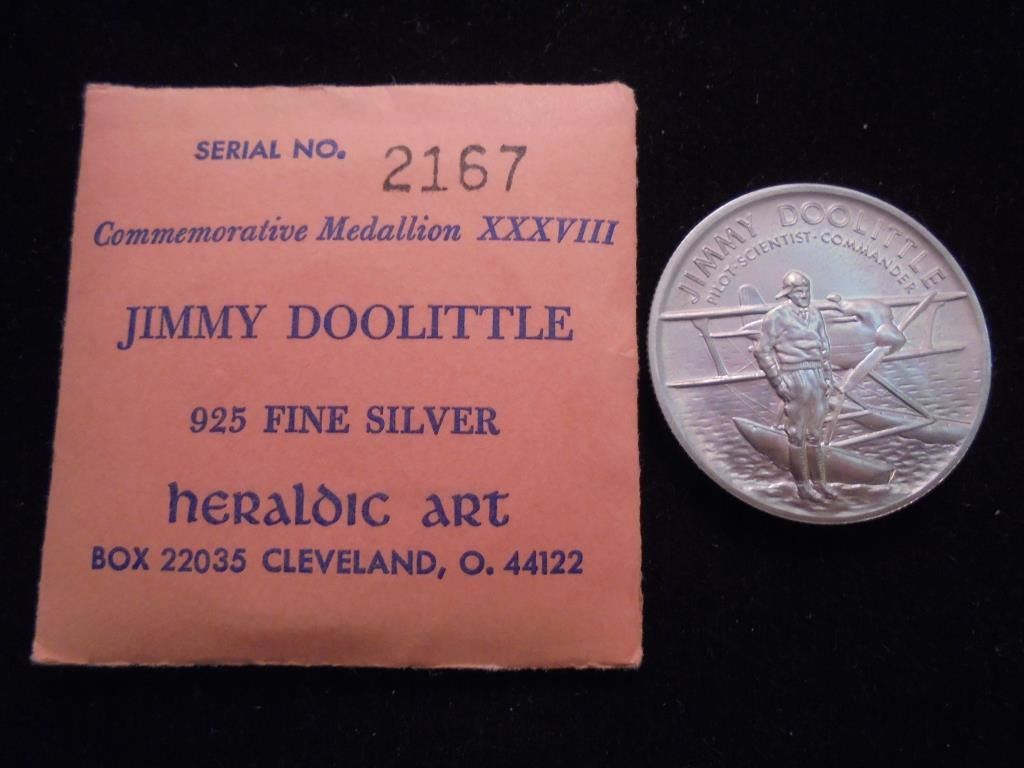 SERIAL NO. 2167
Commemorative Medallion XXXVIII
JIMMY DOOLITTLE
925 FINE SILVER
heraldic art
BOX 22035 CLEVELAND, O. 44122
JIMMY DOOLITTLE
PILOT·SCIENTIST·COMMANDER